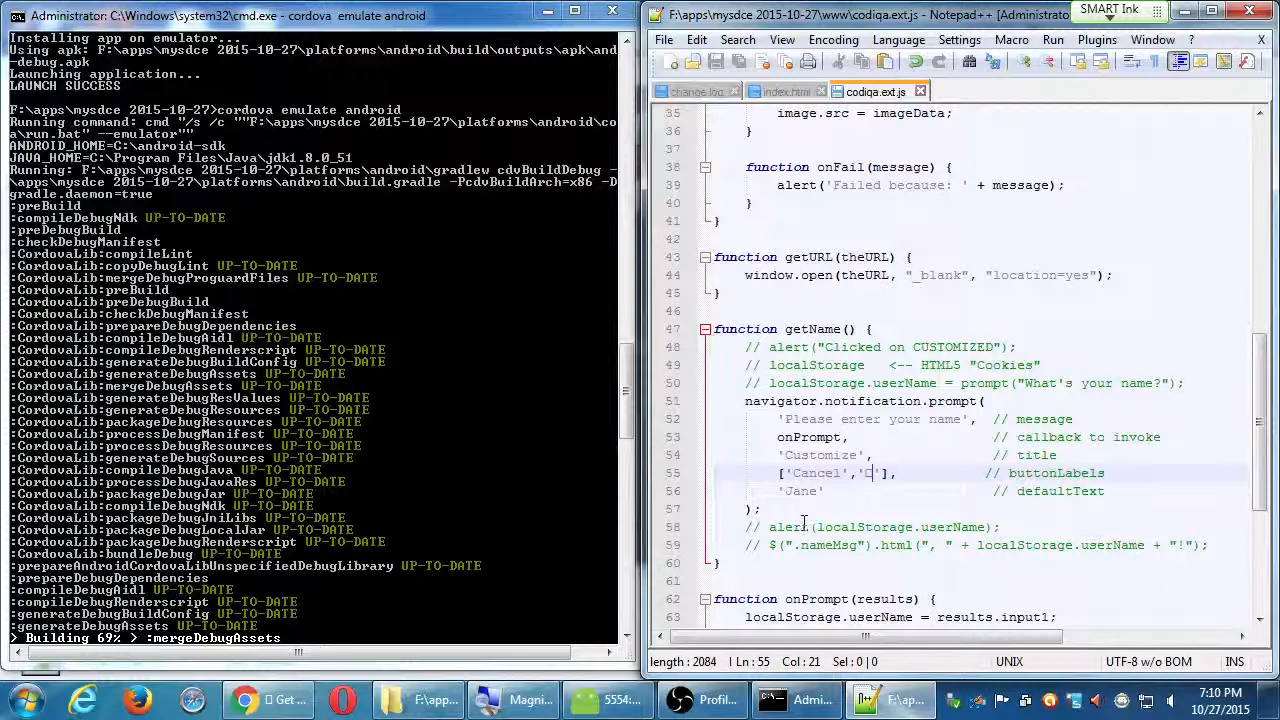 Administrator: C:\Windows\system32\cmd.exe - cordova emulate android
Installing app on emulator...
Using apk: F:\apps\mysdce 2015-10-27\platforms\android\build\outputs\apk\and
-debug.apk
Launching application...
LAUNCH SUCCESS
F:\apps\mysdce 2015-10-27>cordova emulate android
Running command: cmd "/s /c ""F:\apps\mysdce 2015-10-27\platforms\android\co
a\run.bat" --emulator""
ANDROID_HOME=C:\android-sdk
JAVA_HOME=C:\Program Files\Java\jdk1.8.0_51
Running: F:\apps\mysdce 2015-10-27\platforms\android\gradlew cdvBuildDebug -
\apps\mysdce 2015-10-27\platforms\android\build.gradle -PcdvBuildArch=x86 -D
gradle.daemon=true
:preBuild
:compileDebugNdk UP-TO-DATE
:preDebugBuild
:checkDebugManifest
:CordovaLib:compileLint
:CordovaLib:copyDebugLint UP-TO-DATE
:CordovaLib:mergeDebugProguardFiles UP-TO-DATE
:CordovaLib:preBuild
:CordovaLib:preDebugBuild
:CordovaLib:checkDebugManifest
:CordovaLib:prepareDebugDependencies
:CordovaLib:compileDebugAidl UP-TO-DATE
:CordovaLib:compileDebugRenderscript UP-TO-DATE
:CordovaLib:generateDebugBuildConfig UP-TO-DATE
:CordovaLib:generateDebugAssets UP-TO-DATE
:CordovaLib:mergeDebugAssets UP-TO-DATE
:CordovaLib:generateDebugResValues UP-TO-DATE
:CordovaLib:generateDebugResources UP-TO-DATE
:CordovaLib:packageDebugResources UP-TO-DATE
:CordovaLib:processDebugManifest UP-TO-DATE
:CordovaLib:processDebugResources UP-TO-DATE
:CordovaLib:generateDebugSources UP-TO-DATE
:CordovaLib:compileDebugJava UP-TO-DATE
:CordovaLib:processDebugJavaRes UP-TO-DATE
:CordovaLib:packageDebugJar UP-TO-DATE
:CordovaLib:compileDebugNdk UP-TO-DATE
:CordovaLib:packageDebugJniLibs UP-TO-DATE
:CordovaLib:packageDebugLocalJar UP-TO-DATE
:CordovaLib:packageDebugRenderscript UP-TO-DATE
:CordovaLib:bundleDebug UP-TO-DATE
:prepareAndroidCordovaLibUnspecifiedDebugLibrary UP-TO-DATE
:prepareDebugDependencies
:compileDebugAidl UP-TO-DATE
:compileDebugRenderscript UP-TO-DATE
:generateDebugBuildConfig UP-TO-DATE
:generateDebugAssets UP-TO-DATE
> Building 69% > :mergeDebugAssets
F:\apps\mysdce 2015-10-27\www\codiqa.ext.js - Notepad++ [Administrato
SMART Ink
File Edit Search View Encoding Language Settings Macro Run Plugins Window ? X
change log index.html codiqa.ext.js
35 image.src = imageData;
36 }
37
38 function onFail(message) {
39 alert('Failed because: ' + message);
40 }
41 }
42
43 function getURL(theURL) {
44 window.open(theURL, "_blank", "location=yes");
45 }
46
47 function getName() {
48 // alert("Clicked on CUSTOMIZED");
49 // localStorage <-- HTML5 "Cookies"
50 // localStorage.userName = prompt("What's your name?");
51 navigator.notification.prompt(
52 'Please enter your name', // message
53 onPrompt, // callback to invoke
54 'Customize', // title
55 ['Cancel','C'], // buttonLabels
56 'Jane' // defaultText
57 );
58 // alert(localStorage.userName);
59 // $(".nameMsg").html(", " + localStorage.userName + "!");
60 }
61
62 function onPrompt(results) {
63 localStorage.userName = results.input1;
length : 2084 Ln : 55 Col : 21 Sel : 0 | 0 UNIX UTF-8 w/o BOM INS
Get ... F:\app... Magni... 5554:... Profil... Admi... F:\ap...
7:10 PM
10/27/2015